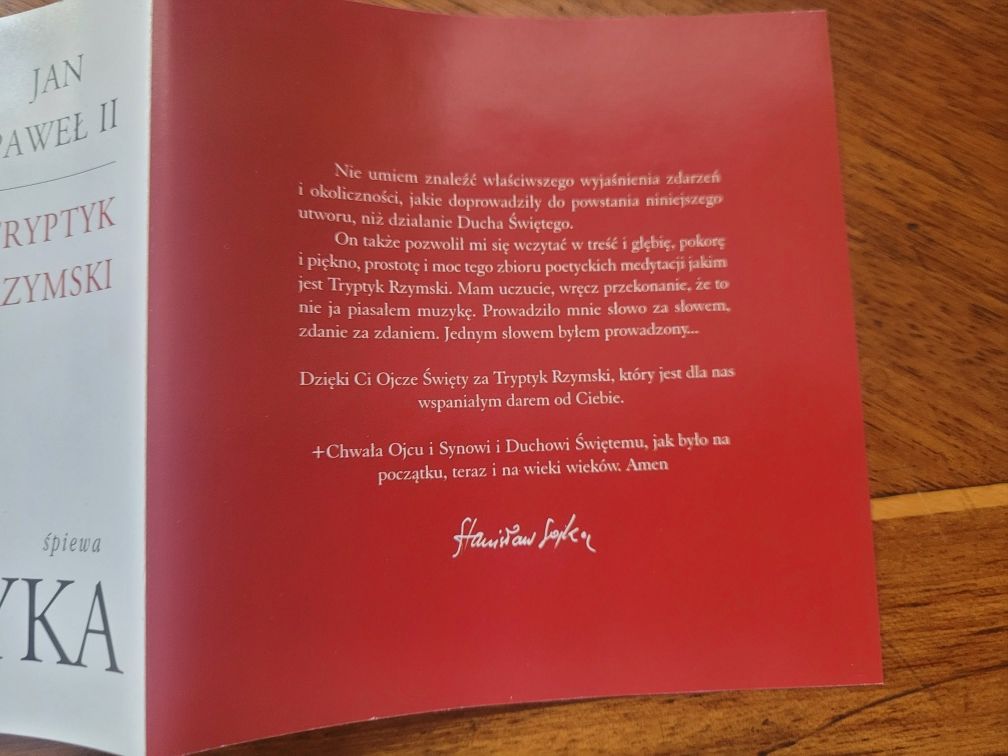 JAN
PAWEŁ II
TRYPTYK
RZYMSKI
śpiewa
YKA
Nie umiem znaleźć właściwszego wyjaśnienia zdarzeń
i okoliczności, jakie doprowadziły do powstania niniejszego
utworu, niż działanie Ducha Świętego.
On także pozwolił mi się wczytać w treść i głębię, pokorę
i piękno, prostotę i moc tego zbioru poetyckich medytacji jakim
jest Tryptyk Rzymski. Mam uczucie, wręcz przekonanie, że to
nie ja piasałem muzykę. Prowadziło mnie słowo za słowem,
zdanie za zdaniem. Jednym słowem byłem prowadzony...
Dzięki Ci Ojcze Święty za Tryptyk Rzymski, który jest dla nas
wspaniałym darem od Ciebie.
+Chwała Ojcu i Synowi i Duchowi Świętemu, jak było na
początku, teraz i na wieki wieków. Amen
Stanisław Sojka